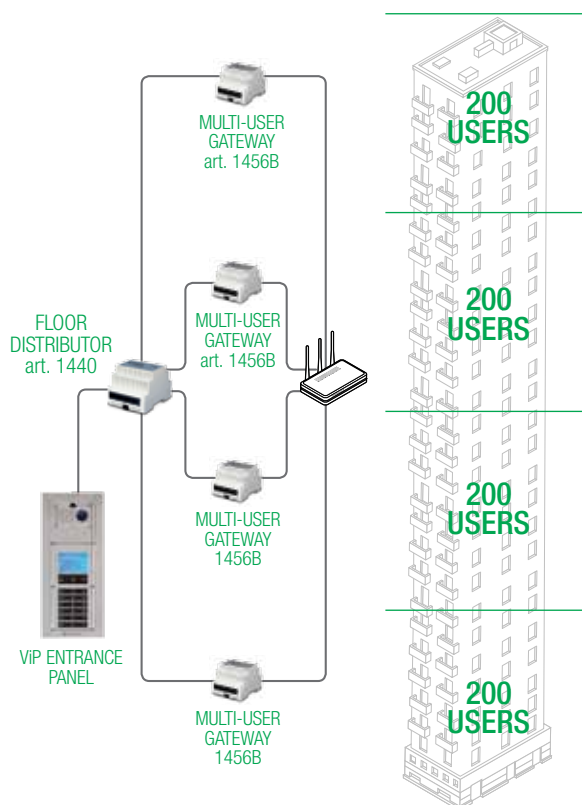 MULTI-USER
GATEWAY
art. 1456B
MULTI-USER
GATEWAY
art. 1456B
FLOOR
DISTRIBUTOR
art. 1440
MULTI-USER
GATEWAY
1456B
ViP ENTRANCE
PANEL
MULTI-USER
GATEWAY
1456B
200
USERS
200
USERS
200
USERS
200
USERS